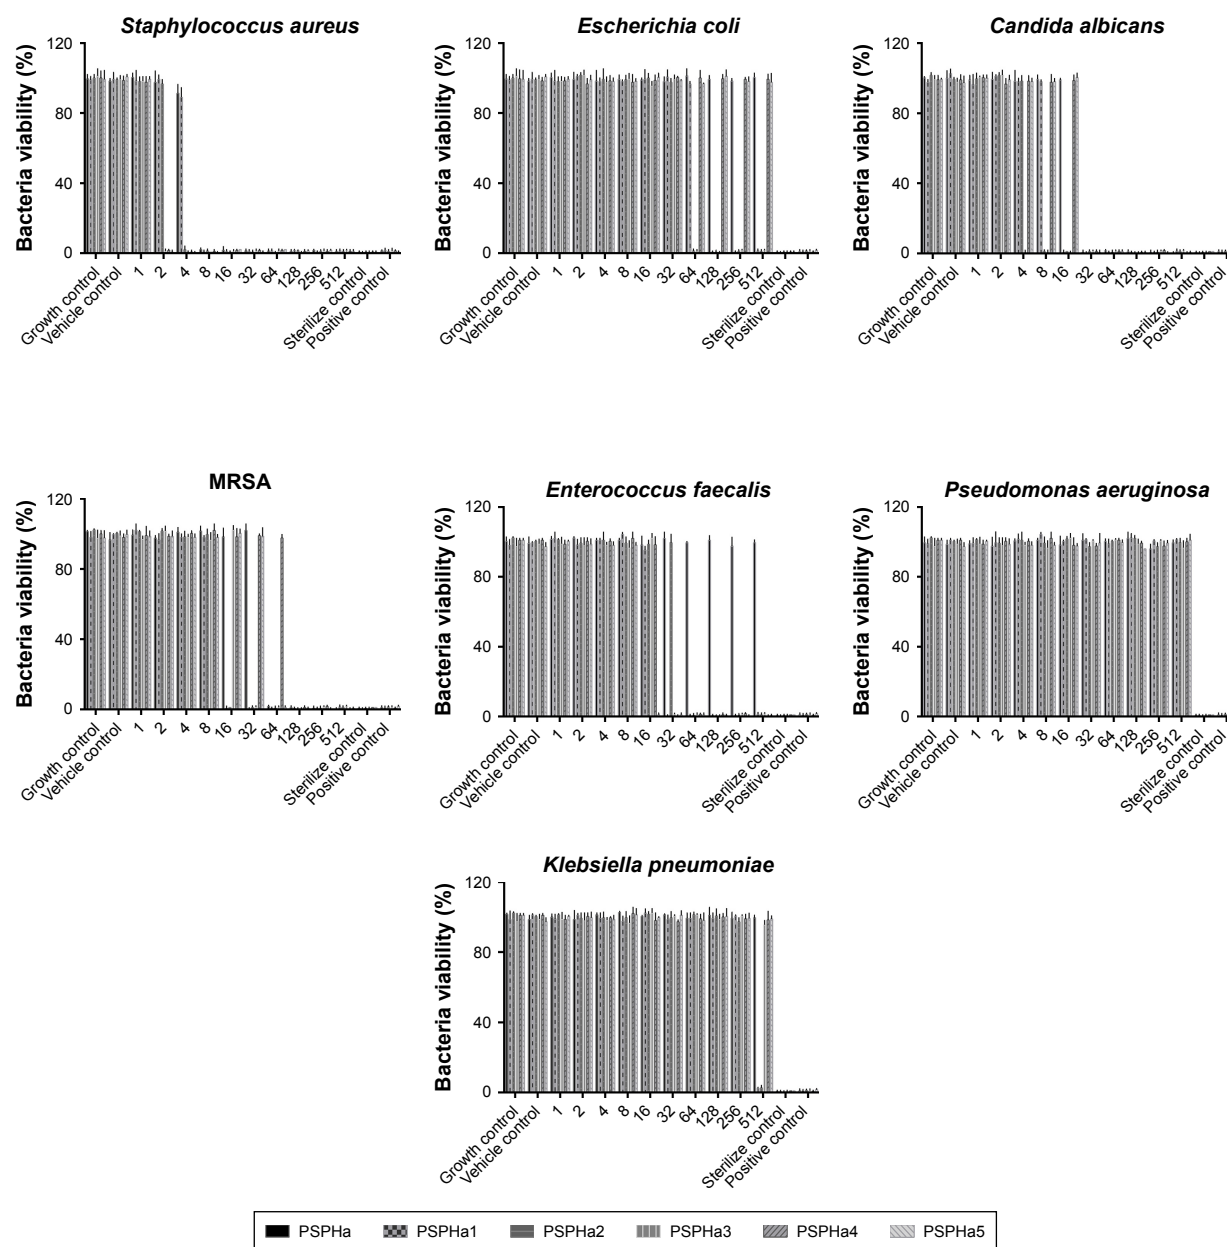 Staphylococcus aureus
Bacteria viability (%)
120
80
40
0
Growth control
Vehicle control
1
2
4
8
16
32
64
128
256
512
Sterilize control
Positive control
Escherichia coli
Bacteria viability (%)
120
80
40
0
Growth control
Vehicle control
1
2
4
8
16
32
64
128
256
512
Sterilize control
Positive control
Candida albicans
Bacteria viability (%)
120
80
40
0
Growth control
Vehicle control
1
2
4
8
16
32
64
128
256
512
Sterilize control
Positive control
MRSA
Bacteria viability (%)
120
80
40
0
Growth control
Vehicle control
1
2
4
8
16
32
64
128
256
512
Sterilize control
Positive control
Enterococcus faecalis
Bacteria viability (%)
120
80
40
0
Growth control
Vehicle control
1
2
4
8
16
32
64
128
256
512
Sterilize control
Positive control
Pseudomonas aeruginosa
Bacteria viability (%)
120
80
40
0
Growth control
Vehicle control
1
2
4
8
16
32
64
128
256
512
Sterilize control
Positive control
Klebsiella pneumoniae
Bacteria viability (%)
120
80
40
0
Growth control
Vehicle control
1
2
4
8
16
32
64
128
256
512
Sterilize control
Positive control
PSPHa PSPHa1 PSPHa2 PSPHa3 PSPHa4 PSPHa5